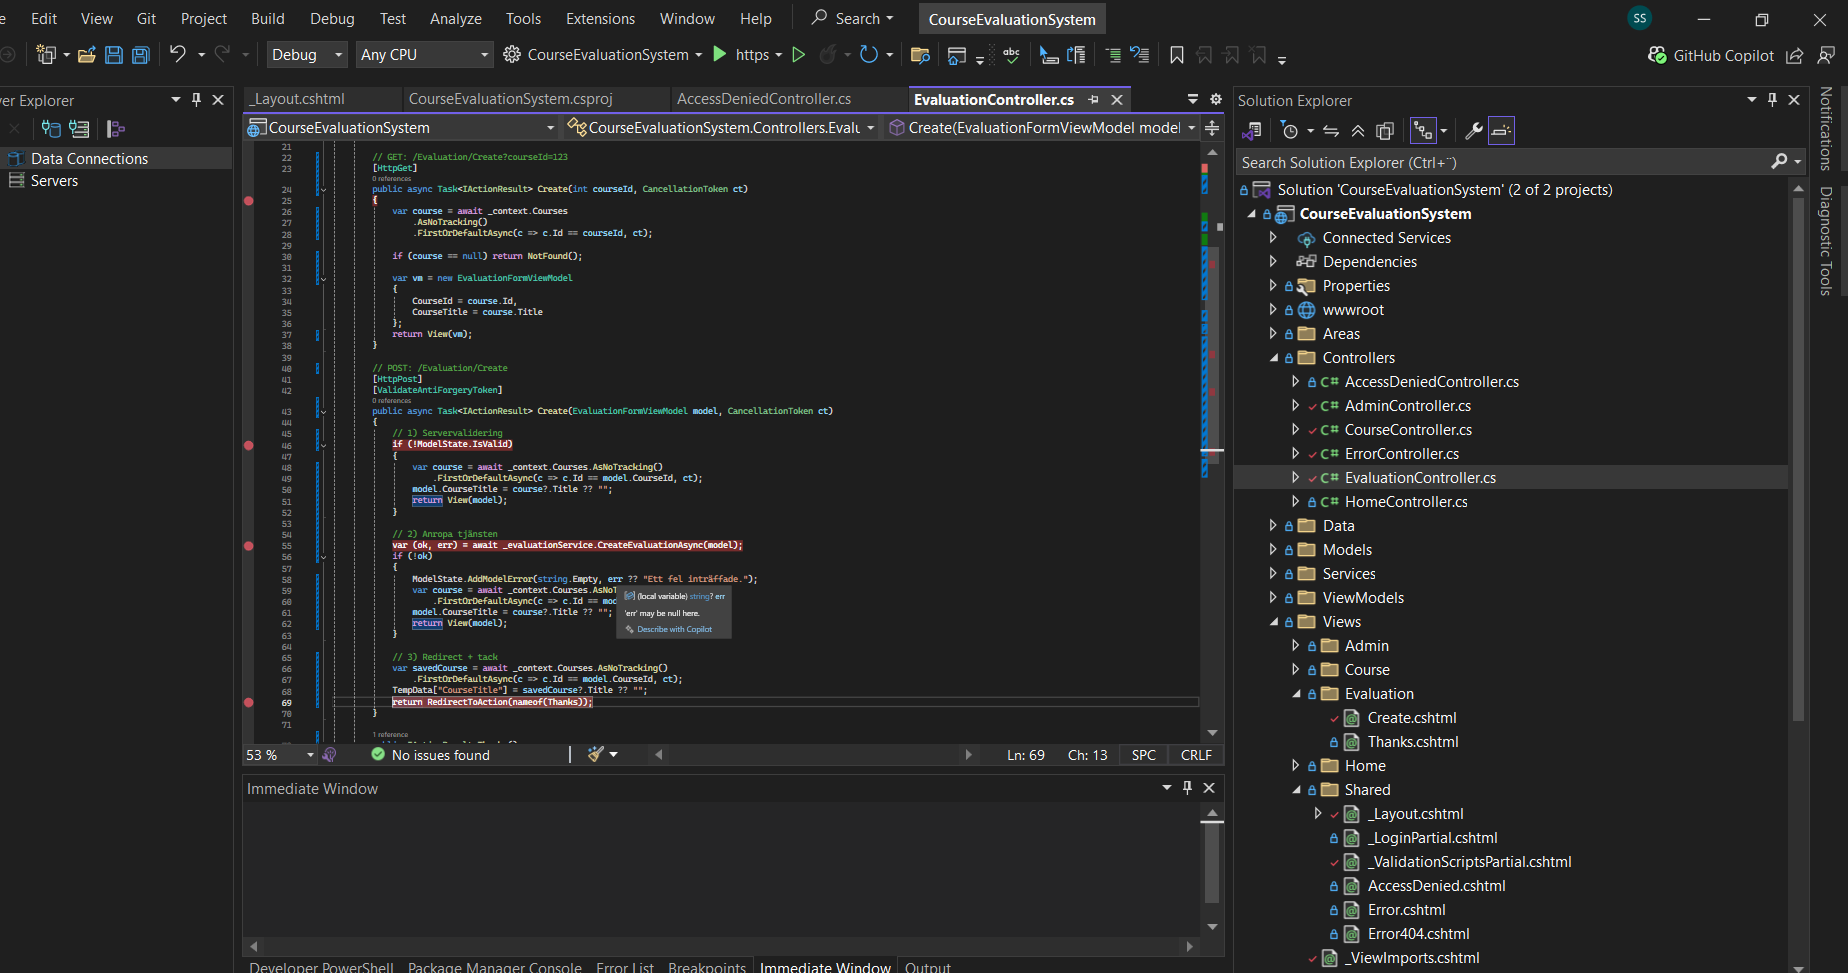 Edit View Git Project Build Debug Test Analyze Tools Extensions Window Help Search CourseEvaluationSystem SS
Debug Any CPU CourseEvaluationSystem https abc GitHub Copilot
er Explorer
Data Connections
Servers
_Layout.cshtml CourseEvaluationSystem.csproj AccessDeniedController.cs EvaluationController.cs
CourseEvaluationSystem CourseEvaluationSystem.Controllers.Evalu Create(EvaluationFormViewModel model
21
22 // GET: /Evaluation/Create?courseId=123
23 [HttpGet]
0 references
24 public async Task<IActionResult> Create(int courseId, CancellationToken ct)
25 {
26 var course = await _context.Courses
27 .AsNoTracking()
28 .FirstOrDefaultAsync(c => c.Id == courseId, ct);
29
30 if (course == null) return NotFound();
31
32 var vm = new EvaluationFormViewModel
33 {
34 CourseId = course.Id,
35 CourseTitle = course.Title
36 };
37 return View(vm);
38 }
39
40 // POST: /Evaluation/Create
41 [HttpPost]
42 [ValidateAntiForgeryToken]
0 references
43 public async Task<IActionResult> Create(EvaluationFormViewModel model, CancellationToken ct)
44 {
45 // 1) Servervalidering
46 if (!ModelState.IsValid)
47 {
48 var course = await _context.Courses.AsNoTracking()
49 .FirstOrDefaultAsync(c => c.Id == model.CourseId, ct);
50 model.CourseTitle = course?.Title ?? "";
51 return View(model);
52 }
53
54 // 2) Anropa tjänsten
55 var (ok, err) = await _evaluationService.CreateEvaluationAsync(model);
56 if (!ok)
57 {
58 ModelState.AddModelError(string.Empty, err ?? "Ett fel inträffade.");
59 var course = await _context.Courses.AsNoT
60 .FirstOrDefaultAsync(c => c.Id == mod
61 model.CourseTitle = course?.Title ?? "";
62 return View(model);
63 }
64
65 // 3) Redirect + tack
66 var savedCourse = await _context.Courses.AsNoTracking()
67 .FirstOrDefaultAsync(c => c.Id == model.CourseId, ct);
68 TempData["CourseTitle"] = savedCourse?.Title ?? "";
69 return RedirectToAction(nameof(Thanks));
70 }
71
1 reference
(local variable) string? err
'err' may be null here.
Describe with Copilot
53 % No issues found Ln: 69 Ch: 13 SPC CRLF
Immediate Window
Developer PowerShell Package Manager Console Error List Breakpoints Immediate Window Output
Solution Explorer
Search Solution Explorer (Ctrl+¨)
Solution 'CourseEvaluationSystem' (2 of 2 projects)
CourseEvaluationSystem
Connected Services
Dependencies
Properties
wwwroot
Areas
Controllers
C# AccessDeniedController.cs
C# AdminController.cs
C# CourseController.cs
C# ErrorController.cs
C# EvaluationController.cs
C# HomeController.cs
Data
Models
Services
ViewModels
Views
Admin
Course
Evaluation
Create.cshtml
Thanks.cshtml
Home
Shared
_Layout.cshtml
_LoginPartial.cshtml
_ValidationScriptsPartial.cshtml
AccessDenied.cshtml
Error.cshtml
Error404.cshtml
_ViewImports.cshtml
Notifications
Diagnostic Tools